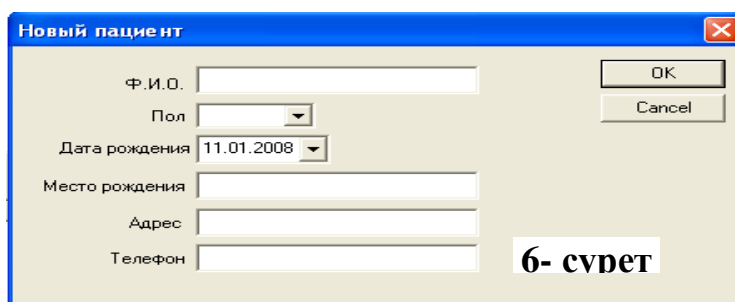 Новый пациент
Ф.И.О.
OK
Пол
Cancel
Дата рождения 11.01.2008
Место рождения
Адрес
Телефон
6- сурет